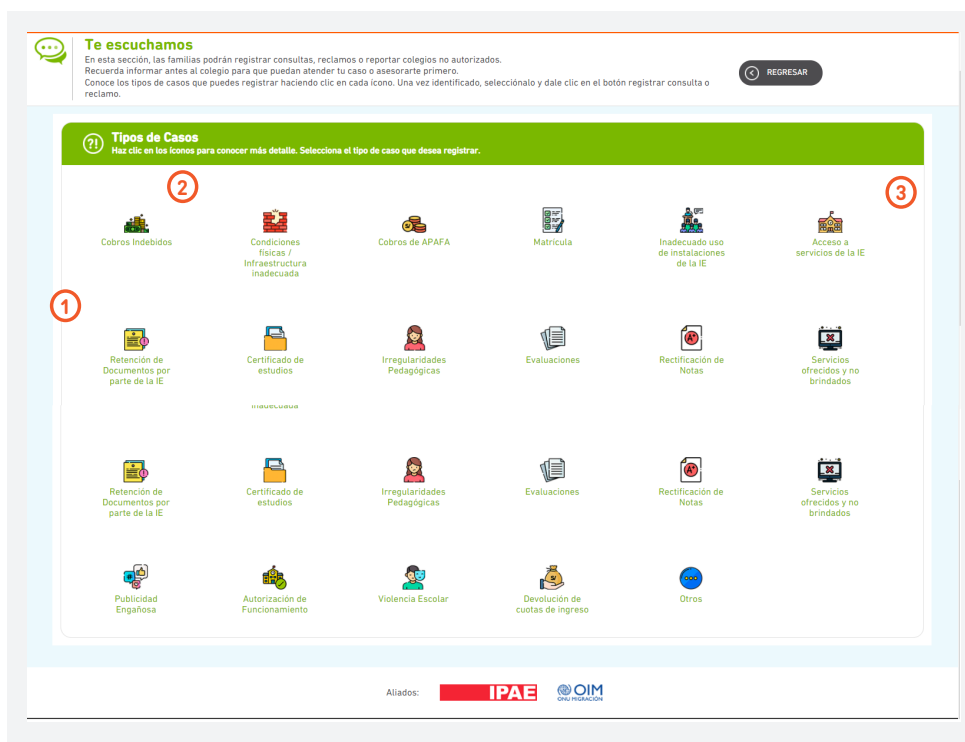 Te escuchamos
En esta sección, las familias podrán registrar consultas, reclamos o reportar colegios no autorizados.
Recuerda informar antes al colegio para que puedan atender tu caso o asesorarte primero.
Conoce los tipos de casos que puedes registrar haciendo clic en cada ícono. Una vez identificado, selecciónalo y dale clic en el botón registrar consulta o
reclamo.
REGRESAR
?!
Tipos de Casos
Haz clic en los íconos para conocer más detalle. Selecciona el tipo de caso que desea registrar.
2
3
Cobros Indebidos
Condiciones
físicas /
Infraestructura
inadecuada
Cobros de APAFA
Matrícula
Inadecuado uso
de instalaciones
de la IE
Acceso a
servicios de la IE
1
Retención de
Documentos por
parte de la IE
Certificado de
estudios
Irregularidades
Pedagógicas
Evaluaciones
A+
Rectificación de
Notas
Servicios
ofrecidos y no
brindados
inadecuada
Retención de
Documentos por
parte de la IE
Certificado de
estudios
Irregularidades
Pedagógicas
Evaluaciones
A+
Rectificación de
Notas
Servicios
ofrecidos y no
brindados
Publicidad
Engañosa
Autorización de
Funcionamiento
Violencia Escolar
S/
Devolución de
cuotas de ingreso
Otros
Aliados:
IPAE
OIM
ONU MIGRACIÓN